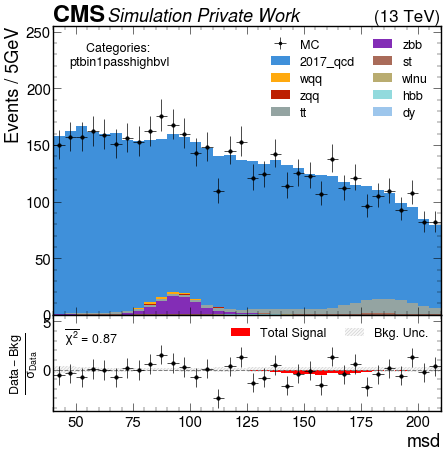 CMS Simulation Private Work (13 TeV)
Events / 5GeV
250
200
150
100
50
0
Categories:
ptbin1passhighbvl
MC
2017_qcd
wqq
zqq
tt
zbb
st
wlnu
hbb
dy
Data−Bkg
σData
5
0
χ² = 0.87
Total Signal
Bkg. Unc.
50 75 100 125 150 175 200
msd